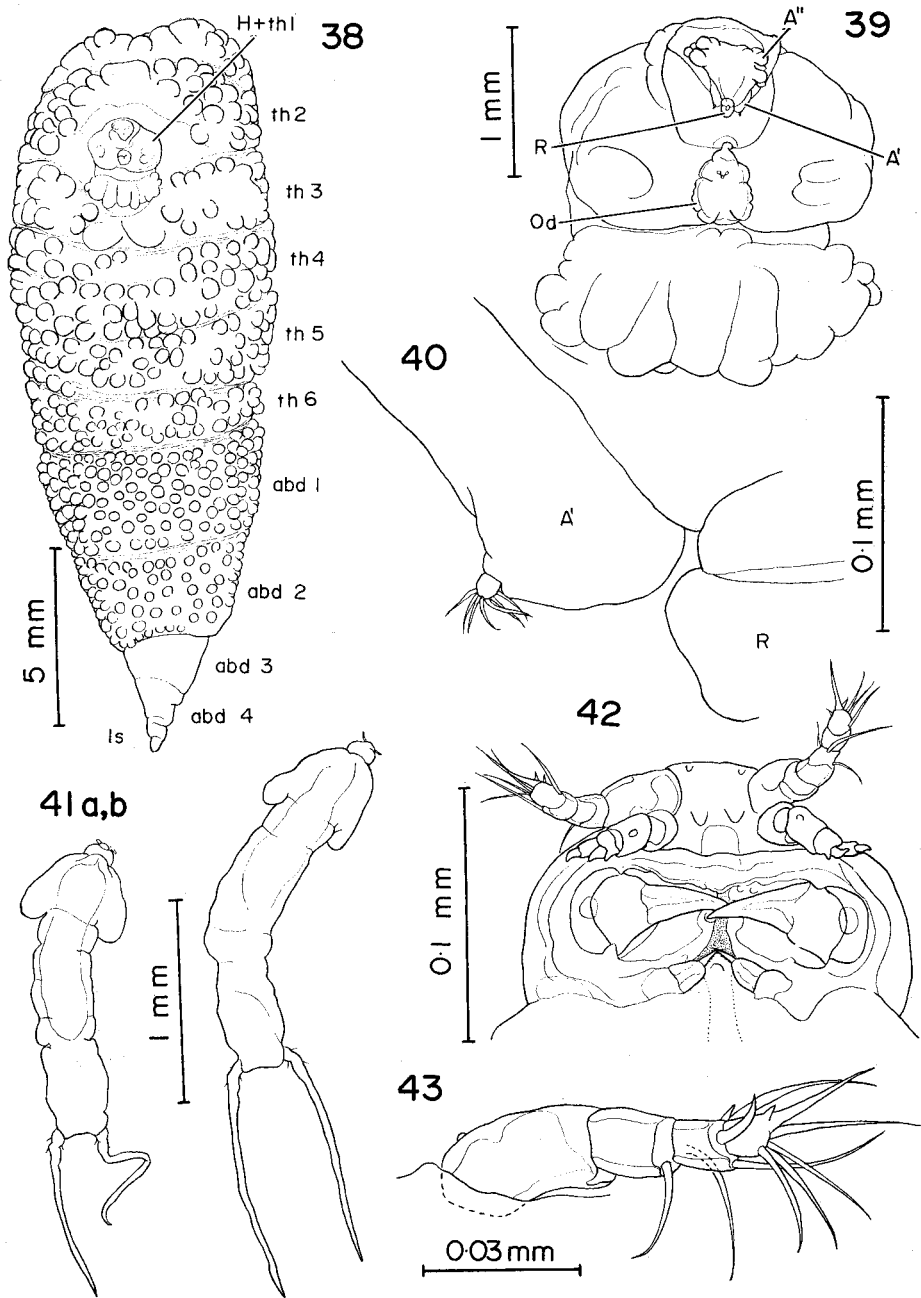 38
H+th1
th2
th3
th4
th5
th6
abd 1
abd 2
abd 3
abd 4
ls
5 mm
39
A"
A'
R
Od
1 mm
40
A'
R
0·1 mm
41 a,b
1 mm
42
0·1 mm
43
0·03 mm